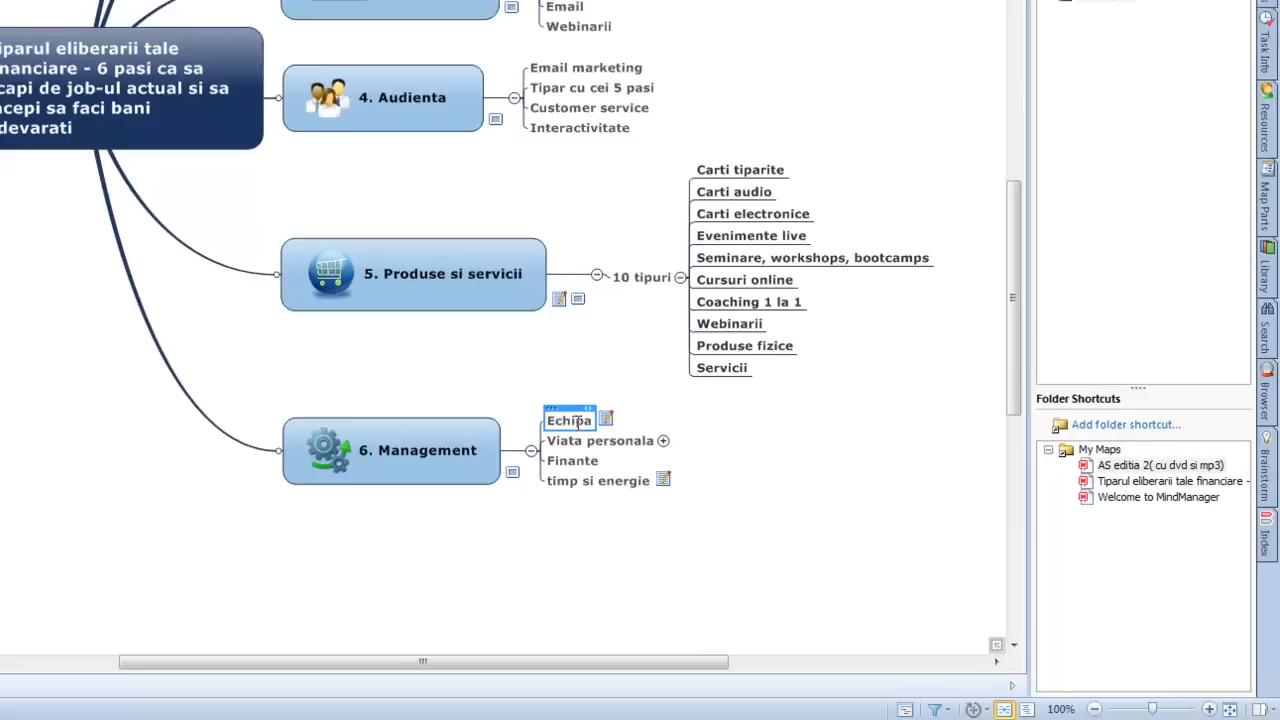 Email
Webinarii
iparul eliberarii tale
nanciare - 6 pasi ca sa
capi de job-ul actual si sa
ncepi sa faci bani
devarati
4. Audienta
Email marketing
Tipar cu cei 5 pasi
Customer service
Interactivitate
5. Produse si servicii
10 tipuri
Carti tiparite
Carti audio
Carti electronice
Evenimente live
Seminare, workshops, bootcamps
Cursuri online
Coaching 1 la 1
Webinarii
Produse fizice
Servicii
6. Management
Echipa
Viata personala
Finante
timp si energie
Folder Shortcuts
Add folder shortcut...
My Maps
AS editia 2( cu dvd si mp3)
Tiparul eliberarii tale financiare -
Welcome to MindManager
Task Info
Resources
Map Parts
Library
Search
Browser
Brainstorm
Index
100%